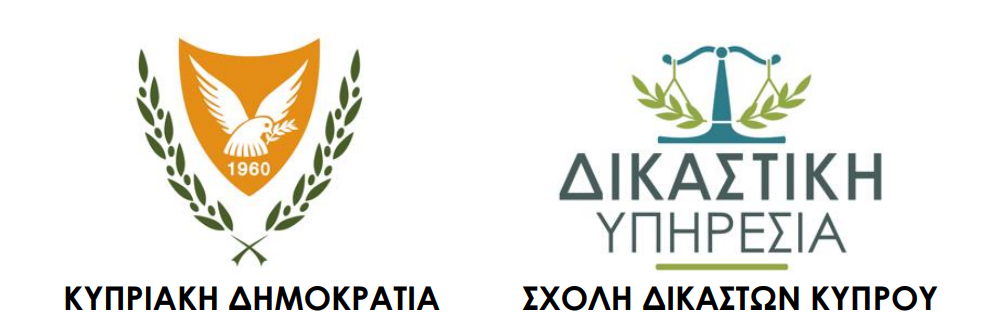 1960
ΚΥΠΡΙΑΚΗ ΔΗΜΟΚΡΑΤΙΑ
ΔΙΚΑΣΤΙΚΗ
ΥΠΗΡΕΣΙΑ
ΣΧΟΛΗ ΔΙΚΑΣΤΩΝ ΚΥΠΡΟΥ